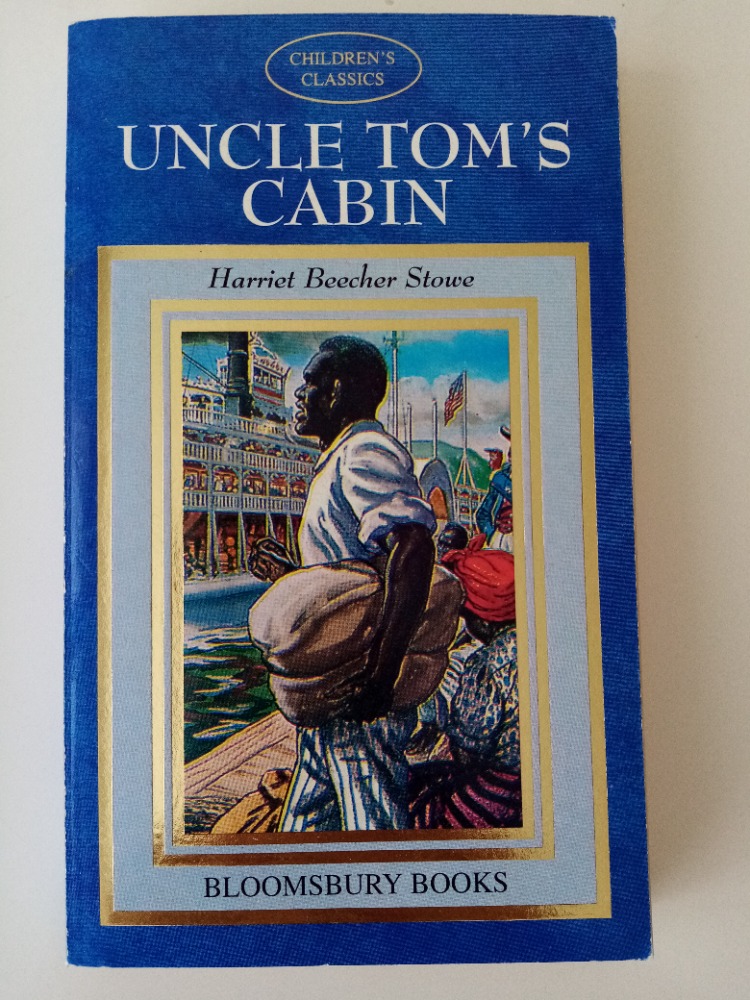 CHILDREN'S
CLASSICS
UNCLE TOM'S
CABIN
Harriet Beecher Stowe
BLOOMSBURY BOOKS